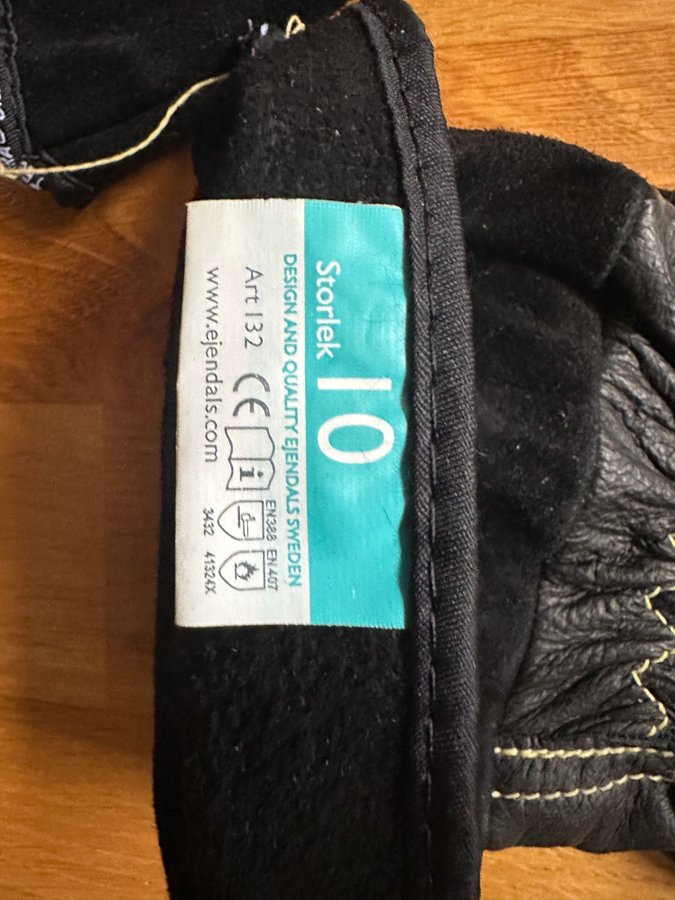 Storlek 10
DESIGN AND QUALITY EJENDALS SWEDEN
Art 132 CE i
www.ejendals.com
EN388 EN 407
3432 41324X